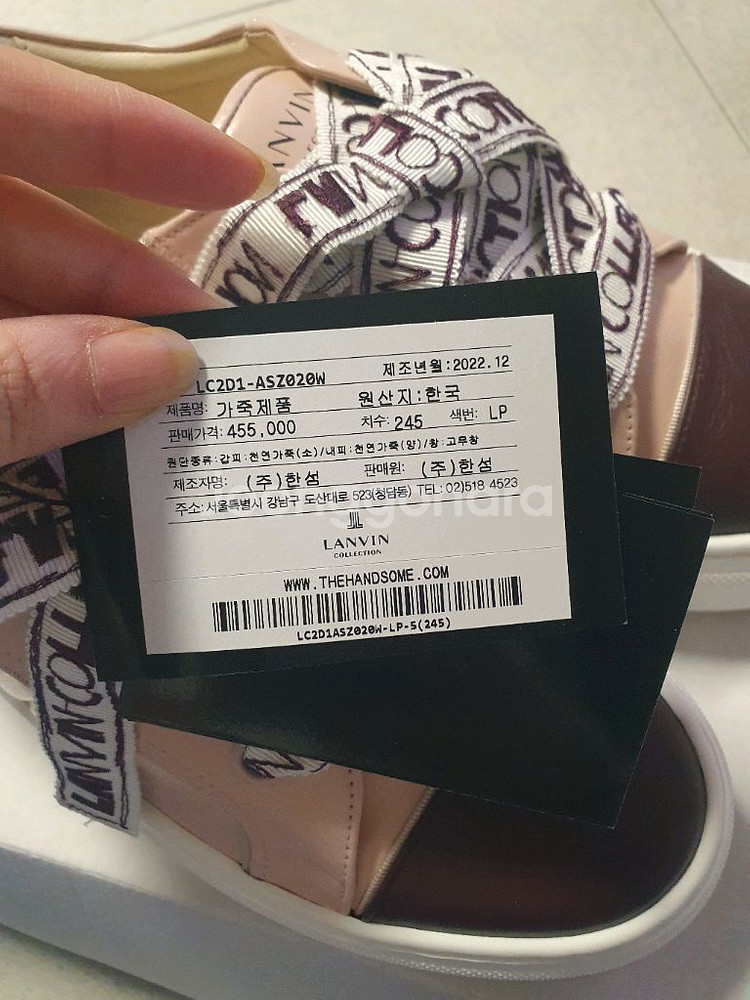 LANVIN
LANVIN COLLECTION
LC2D1-ASZ020W
제조년월:2022.12
제품명: 가죽제품
원산지:한국
판매가격:455,000
치수:245
색번: LP
원단종류:갑피:천연가죽(소)/내피:천연가죽(양)/창:고무창
제조자명: (주)한섬
판매원: (주)한섬
주소:서울특별시 강남구 도산대로 523(청담동) TEL:02)518 4523
LANVIN
COLLECTION
WWW.THEHANDSOME.COM
LC2D1ASZ020W-LP-5(245)